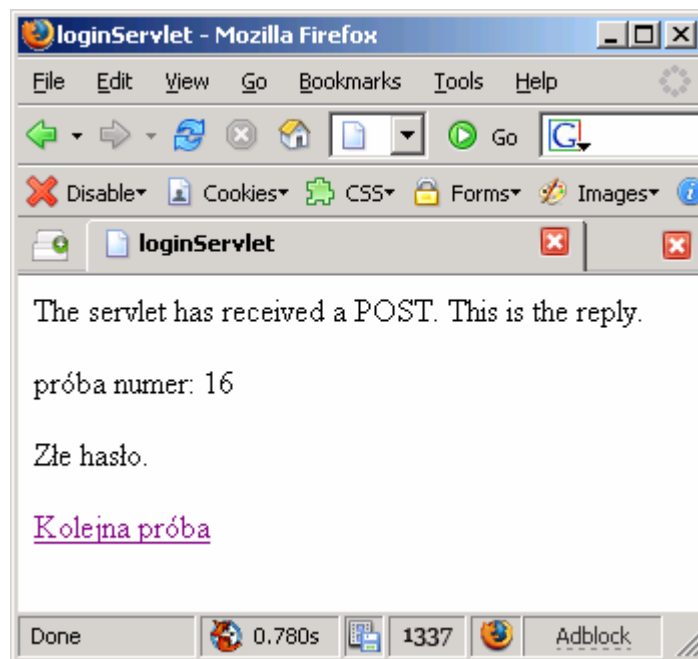 loginServlet - Mozilla Firefox
File Edit View Go Bookmarks Tools Help
Go G
Disable Cookies CSS Forms Images
loginServlet
The servlet has received a POST. This is the reply.
próba numer: 16
Złe hasło.
Kolejna próba
Done 0.780s 1337 Adblock